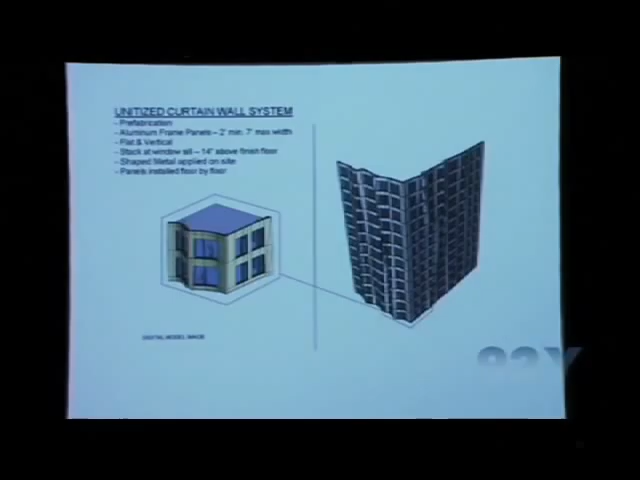 UNITIZED CURTAIN WALL SYSTEM
- Prefabrication
- Aluminum Frame Panels – 2' min. 7' max width
- Flat & Vertical
- Stack at window sill – 14" above finish floor
- Shaped Metal applied on site
- Panels installed floor by floor
DIGITAL MODEL IMAGE
92Y